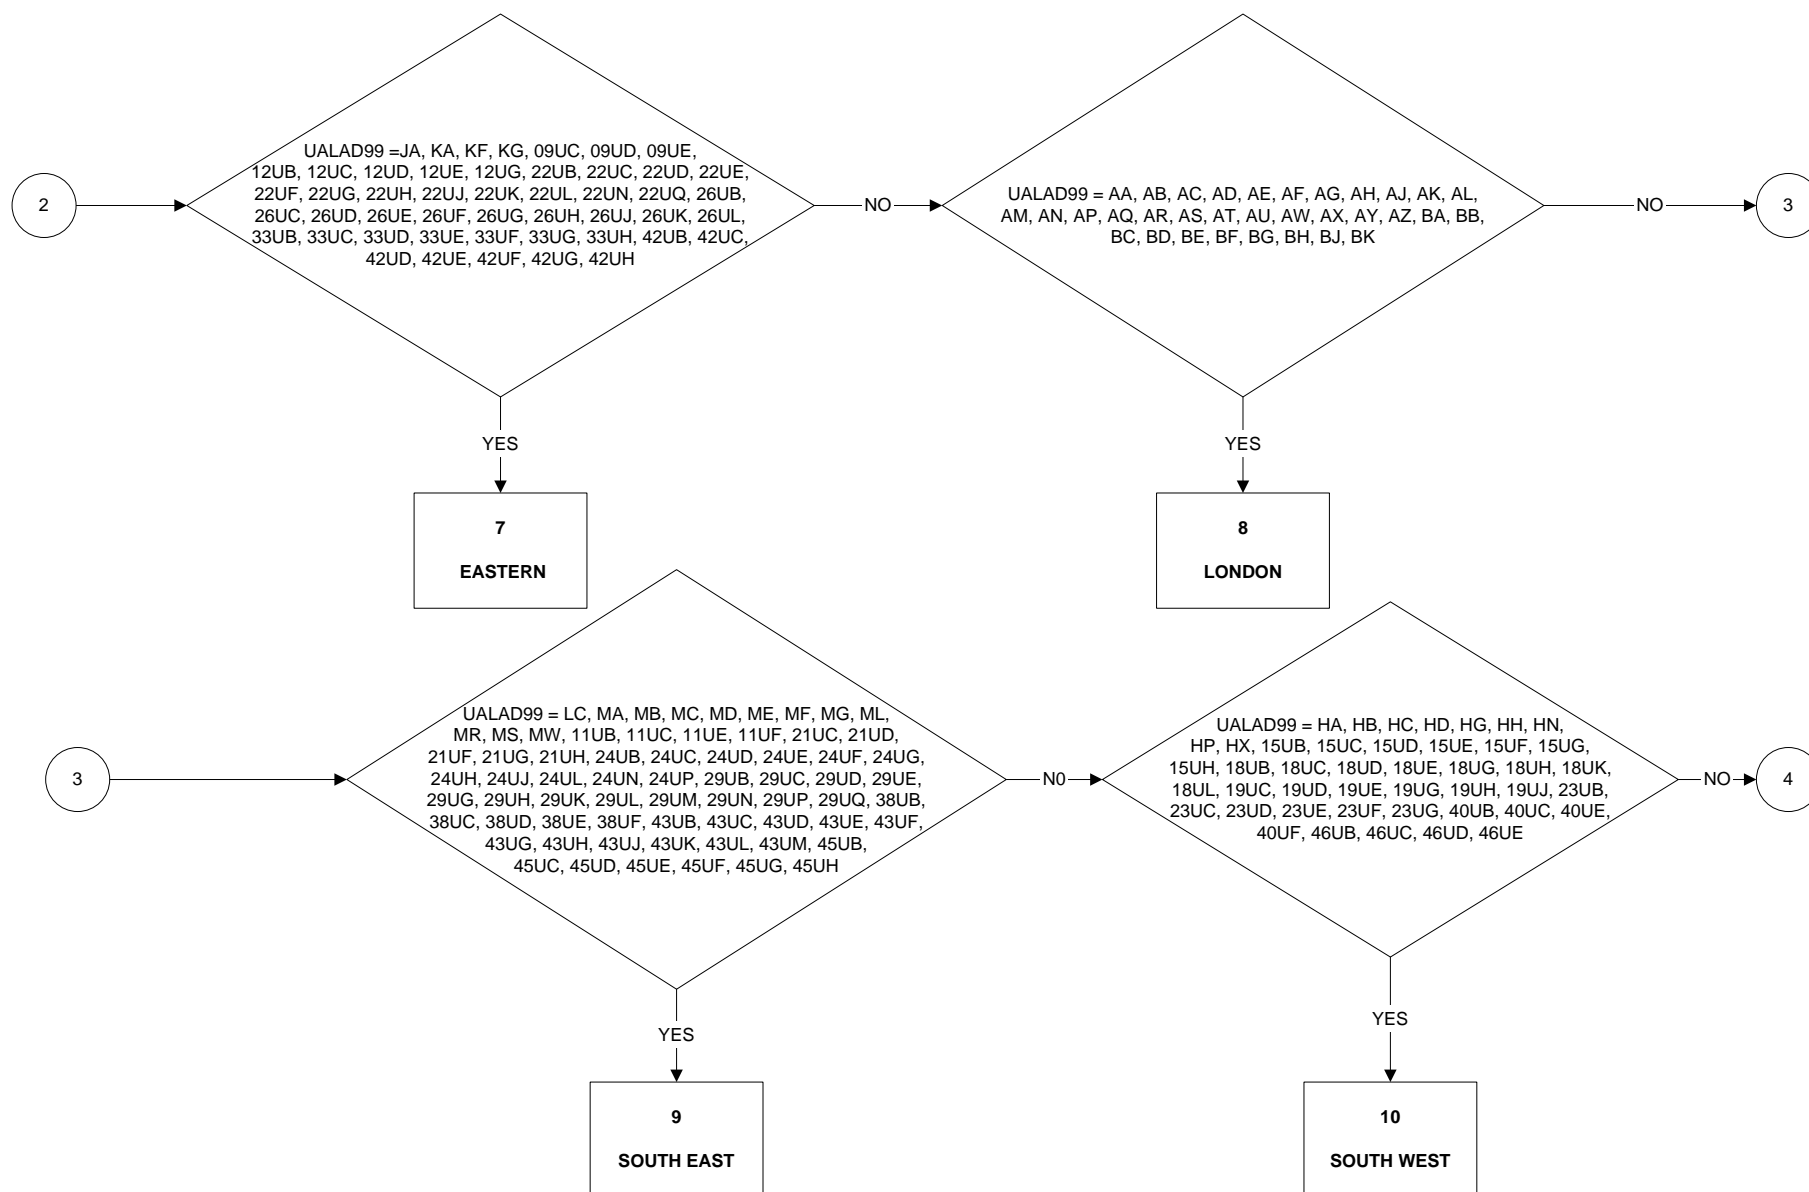 2
UALAD99 =JA, KA, KF, KG, 09UC, 09UD, 09UE,
12UB, 12UC, 12UD, 12UE, 12UG, 22UB, 22UC, 22UD, 22UE,
22UF, 22UG, 22UH, 22UJ, 22UK, 22UL, 22UN, 22UQ, 26UB,
26UC, 26UD, 26UE, 26UF, 26UG, 26UH, 26UJ, 26UK, 26UL,
33UB, 33UC, 33UD, 33UE, 33UF, 33UG, 33UH, 42UB, 42UC,
42UD, 42UE, 42UF, 42UG, 42UH
NO
UALAD99 = AA, AB, AC, AD, AE, AF, AG, AH, AJ, AK, AL,
AM, AN, AP, AQ, AR, AS, AT, AU, AW, AX, AY, AZ, BA, BB,
BC, BD, BE, BF, BG, BH, BJ, BK
NO
3
YES
YES
7
EASTERN
8
LONDON
3
UALAD99 = LC, MA, MB, MC, MD, ME, MF, MG, ML,
MR, MS, MW, 11UB, 11UC, 11UE, 11UF, 21UC, 21UD,
21UF, 21UG, 21UH, 24UB, 24UC, 24UD, 24UE, 24UF, 24UG,
24UH, 24UJ, 24UL, 24UN, 24UP, 29UB, 29UC, 29UD, 29UE,
29UG, 29UH, 29UK, 29UL, 29UM, 29UN, 29UP, 29UQ, 38UB,
38UC, 38UD, 38UE, 38UF, 43UB, 43UC, 43UD, 43UE, 43UF,
43UG, 43UH, 43UJ, 43UK, 43UL, 43UM, 45UB,
45UC, 45UD, 45UE, 45UF, 45UG, 45UH
N0
UALAD99 = HA, HB, HC, HD, HG, HH, HN,
HP, HX, 15UB, 15UC, 15UD, 15UE, 15UF, 15UG,
15UH, 18UB, 18UC, 18UD, 18UE, 18UG, 18UH, 18UK,
18UL, 19UC, 19UD, 19UE, 19UG, 19UH, 19UJ, 23UB,
23UC, 23UD, 23UE, 23UF, 23UG, 40UB, 40UC, 40UE,
40UF, 46UB, 46UC, 46UD, 46UE
NO
4
YES
YES
9
SOUTH EAST
10
SOUTH WEST